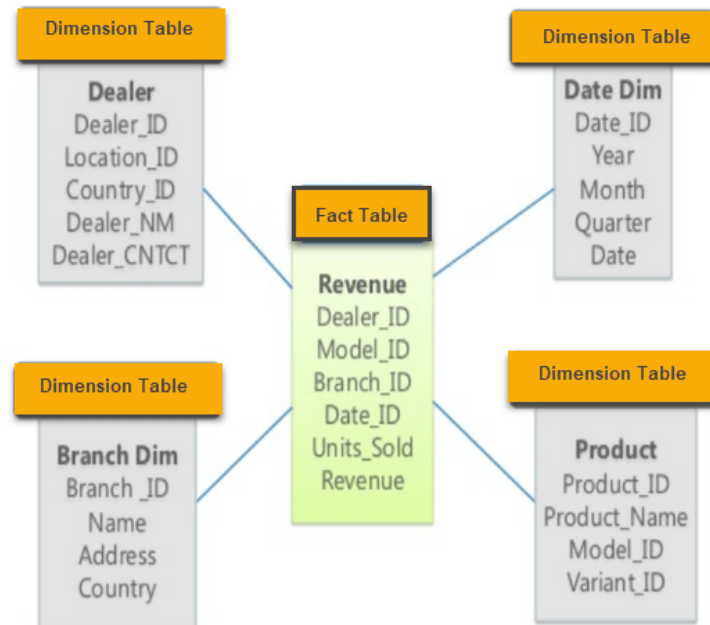 Dimension Table
Dealer
Dealer_ID
Location_ID
Country_ID
Dealer_NM
Dealer_CNTCT
Dimension Table
Date Dim
Date_ID
Year
Month
Quarter
Date
Fact Table
Revenue
Dealer_ID
Model_ID
Branch_ID
Date_ID
Units_Sold
Revenue
Dimension Table
Branch Dim
Branch _ID
Name
Address
Country
Dimension Table
Product
Product_ID
Product_Name
Model_ID
Variant_ID